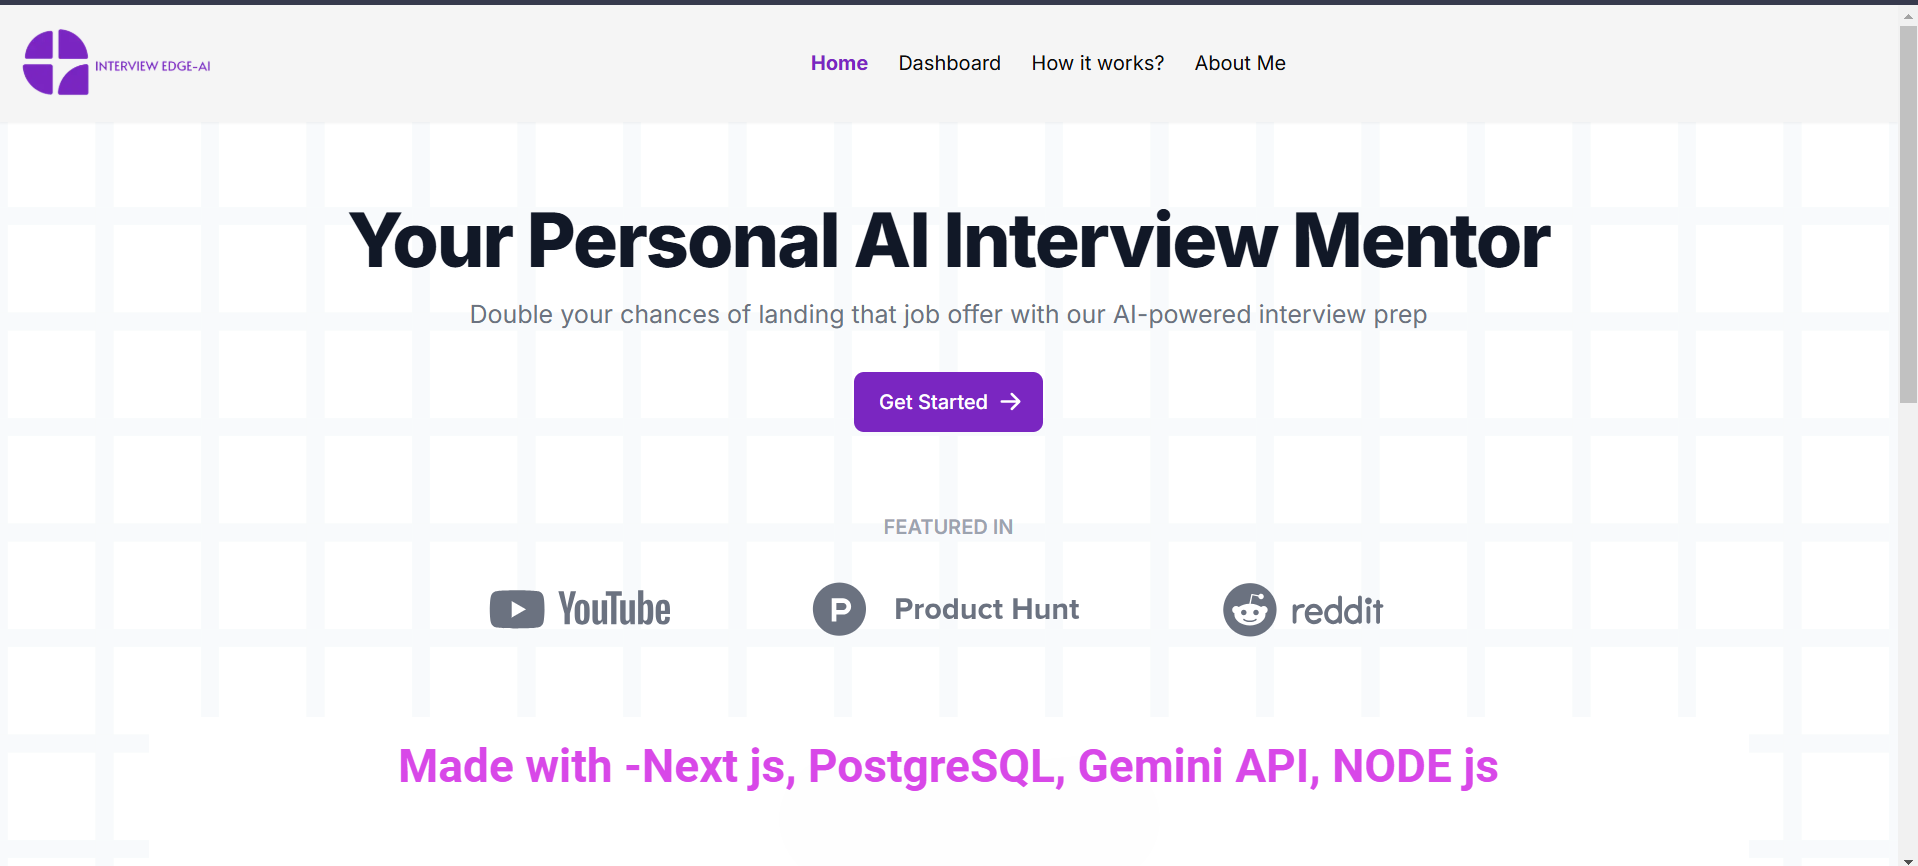 INTERVIEW EDGE-AI
Home Dashboard How it works? About Me
Your Personal AI Interview Mentor
Double your chances of landing that job offer with our AI-powered interview prep
Get Started
FEATURED IN
YouTube Product Hunt reddit
Made with -Next js, PostgreSQL, Gemini API, NODE js